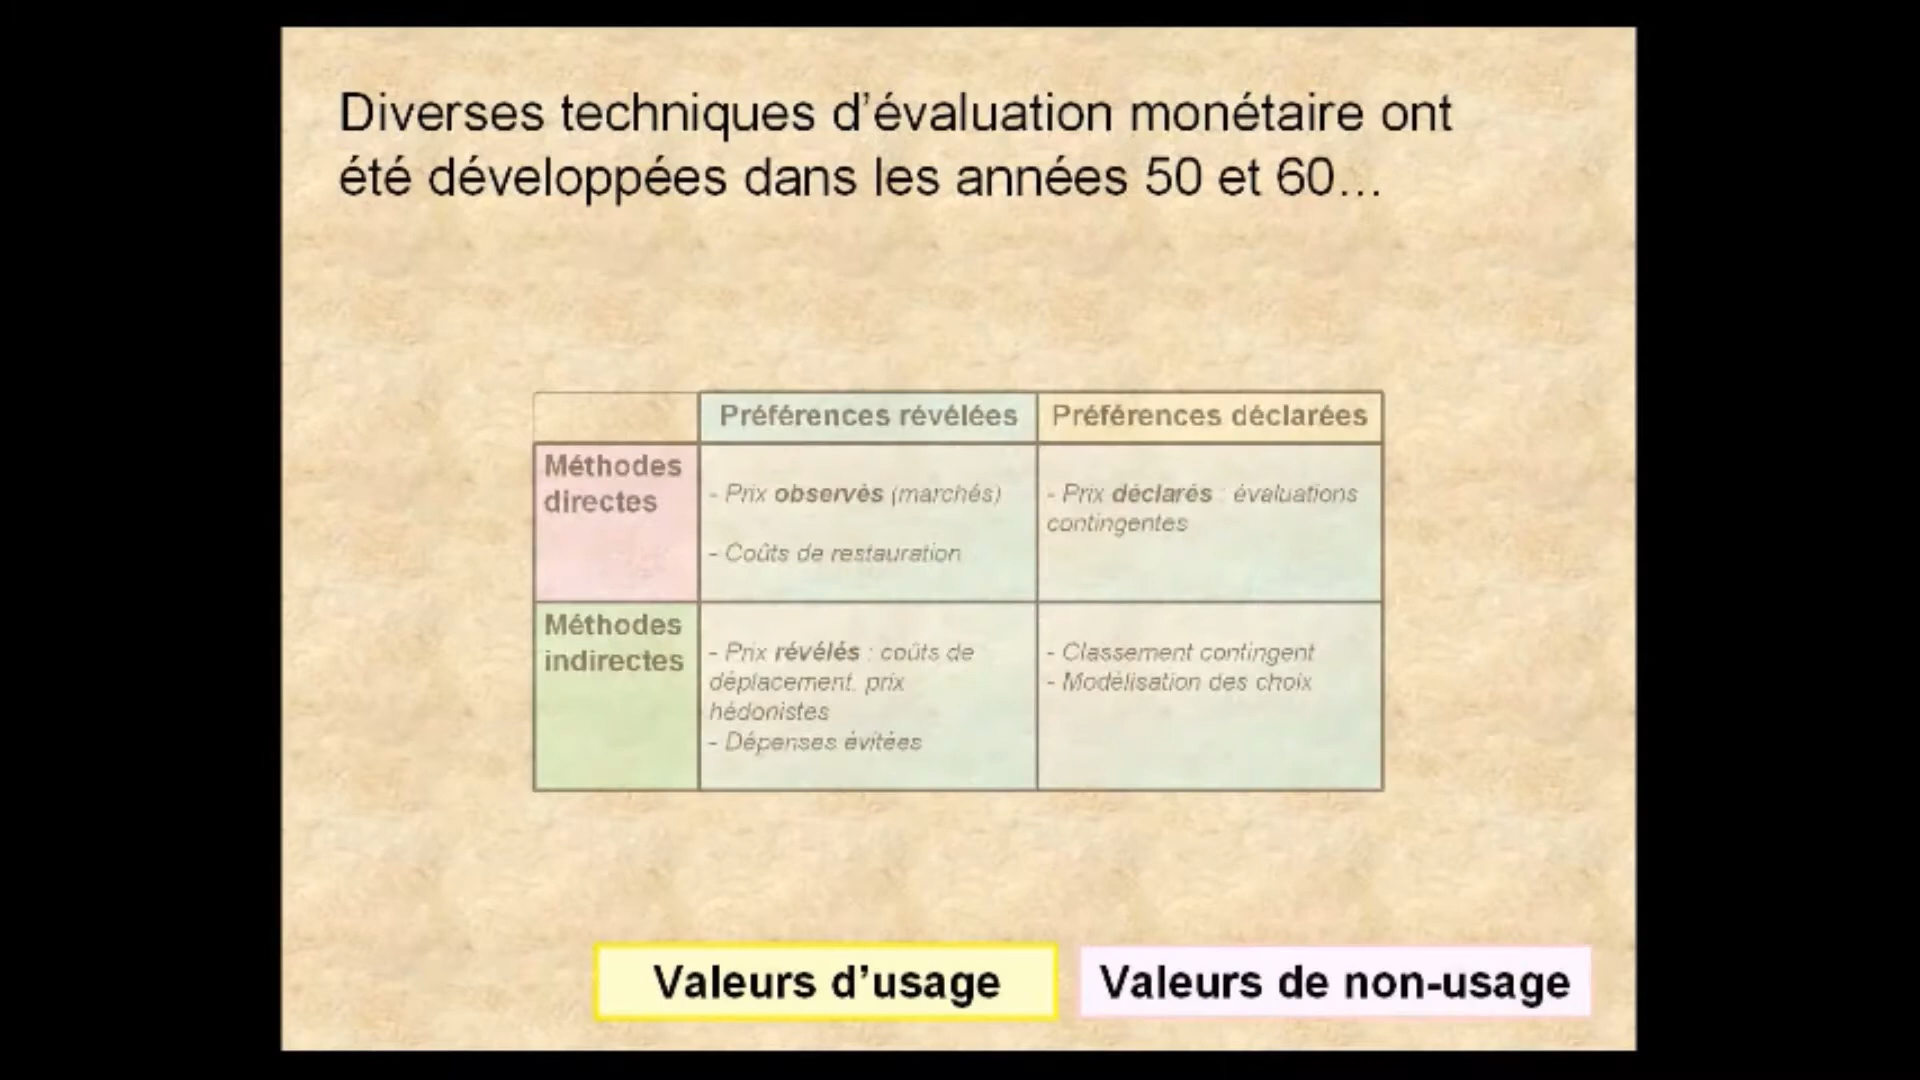 Diverses techniques d’évaluation monétaire ont
été développées dans les années 50 et 60...
Préférences révélées
Préférences déclarées
Méthodes
directes
- Prix observés (marchés)
- Coûts de restauration
- Prix déclarés : évaluations
contingentes
Méthodes
indirectes
- Prix révélés : coûts de
déplacement, prix
hédonistes
- Dépenses évitées
- Classement contingent
- Modélisation des choix
Valeurs d’usage
Valeurs de non-usage